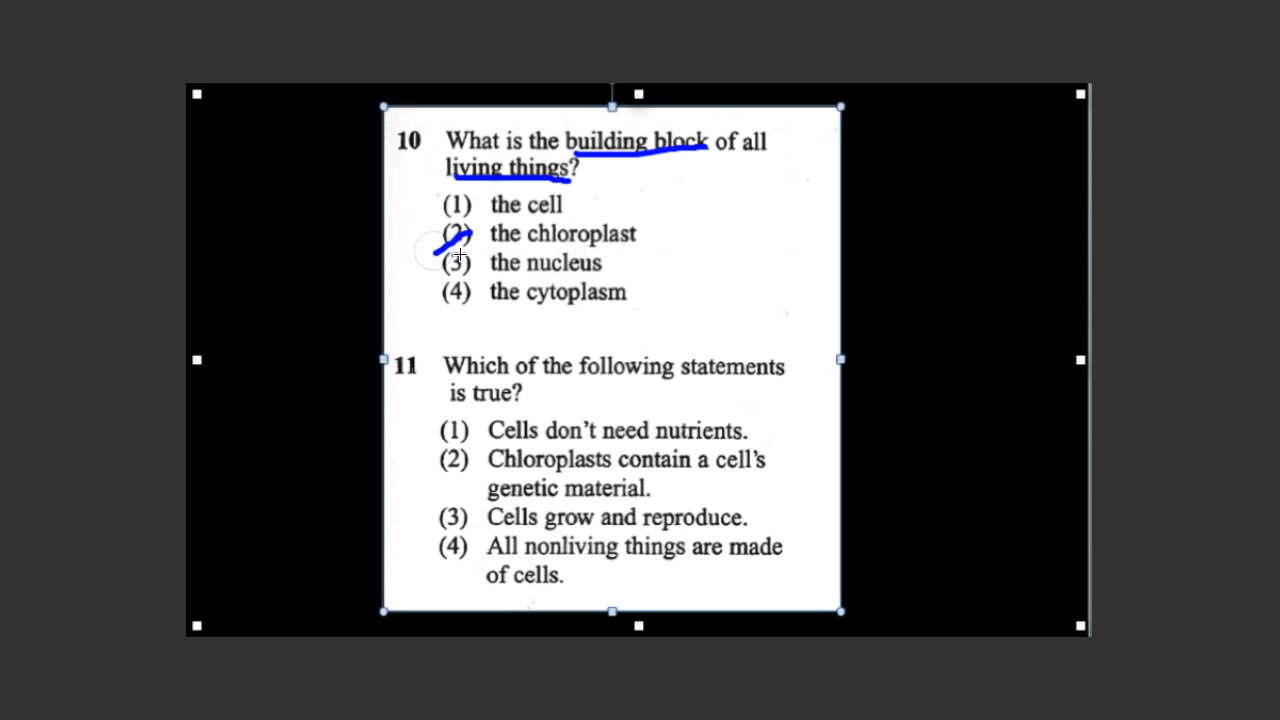 10 What is the building block of all
living things?
(1) the cell
(2) the chloroplast
(3) the nucleus
(4) the cytoplasm
11 Which of the following statements
is true?
(1) Cells don't need nutrients.
(2) Chloroplasts contain a cell's
genetic material.
(3) Cells grow and reproduce.
(4) All nonliving things are made
of cells.